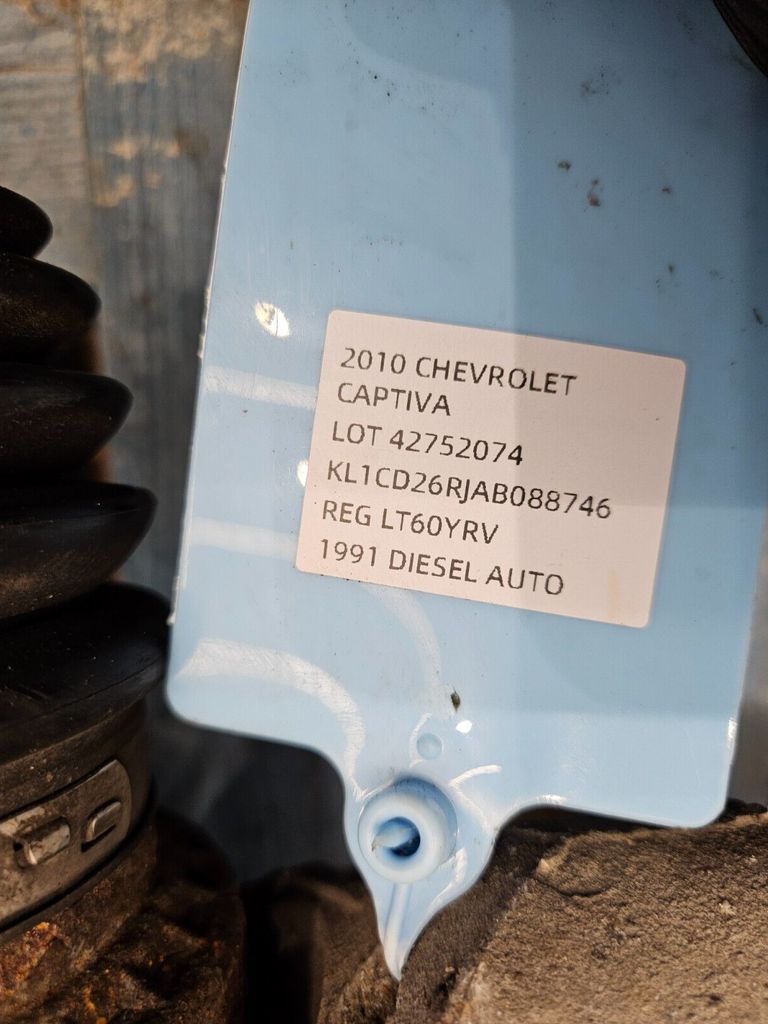 2010 CHEVROLET
CAPTIVA
LOT 42752074
KL1CD26RJAB088746
REG LT60YRV
1991 DIESEL AUTO